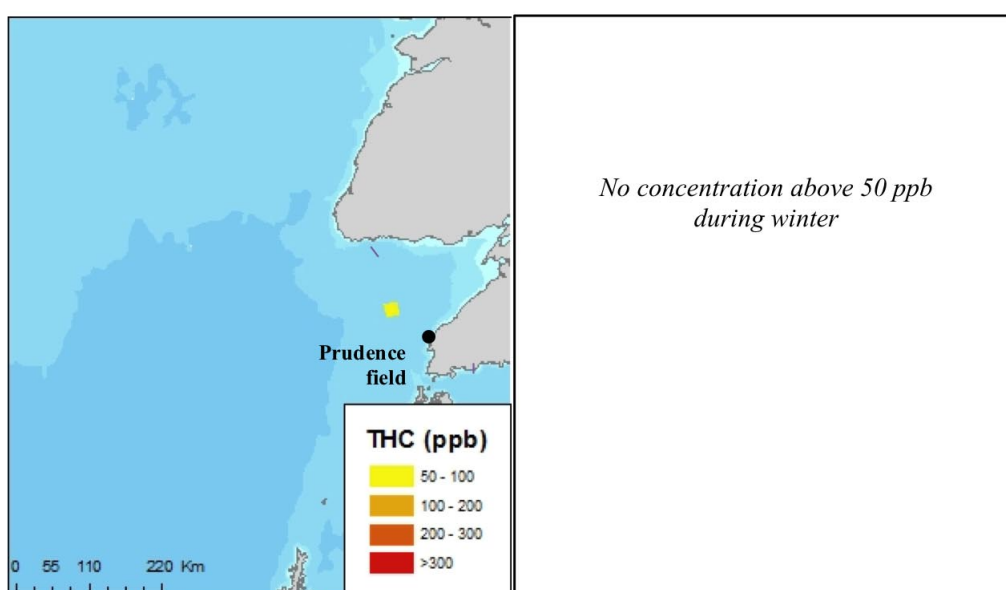 No concentration above 50 ppb
during winter
Prudence
field
THC (ppb)
50 - 100
100 - 200
200 - 300
>300
0 55 110 220 Km